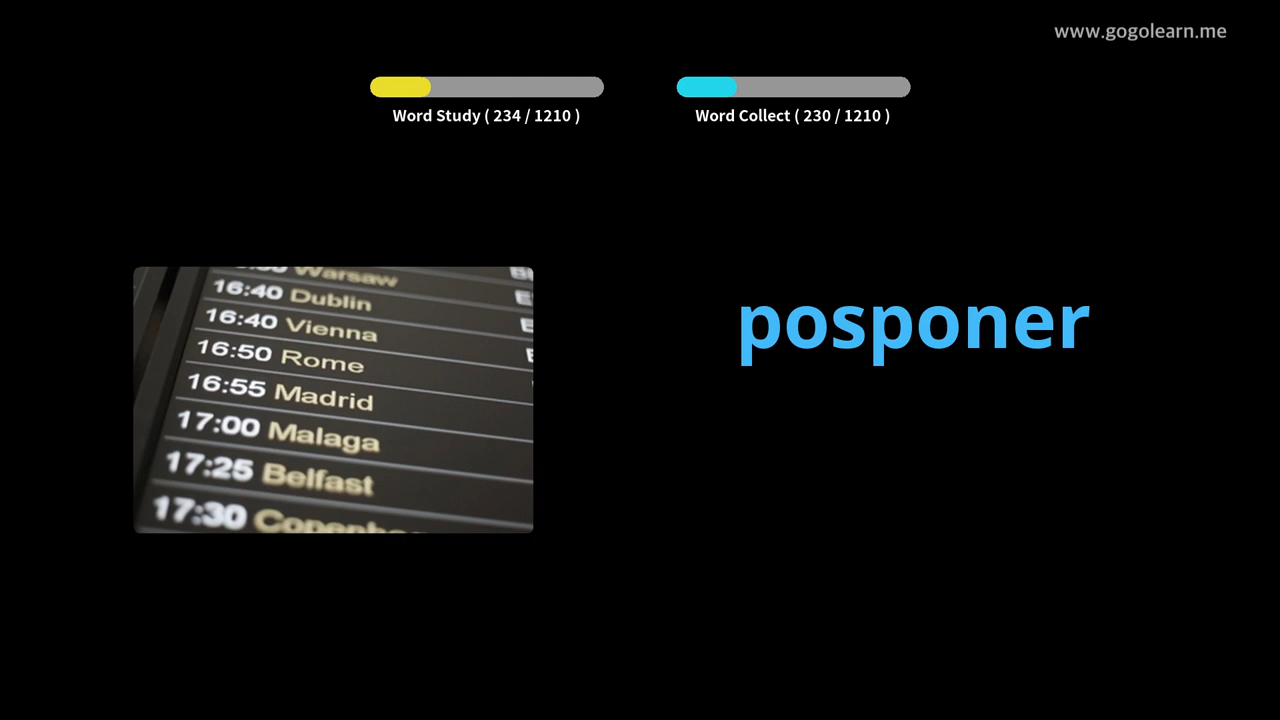 www.gogolearn.me
Word Study ( 234 / 1210 )
Word Collect ( 230 / 1210 )
Warsaw
16:40 Dublin
16:40 Vienna
16:50 Rome
16:55 Madrid
17:00 Malaga
17:25 Belfast
17:30
posponer